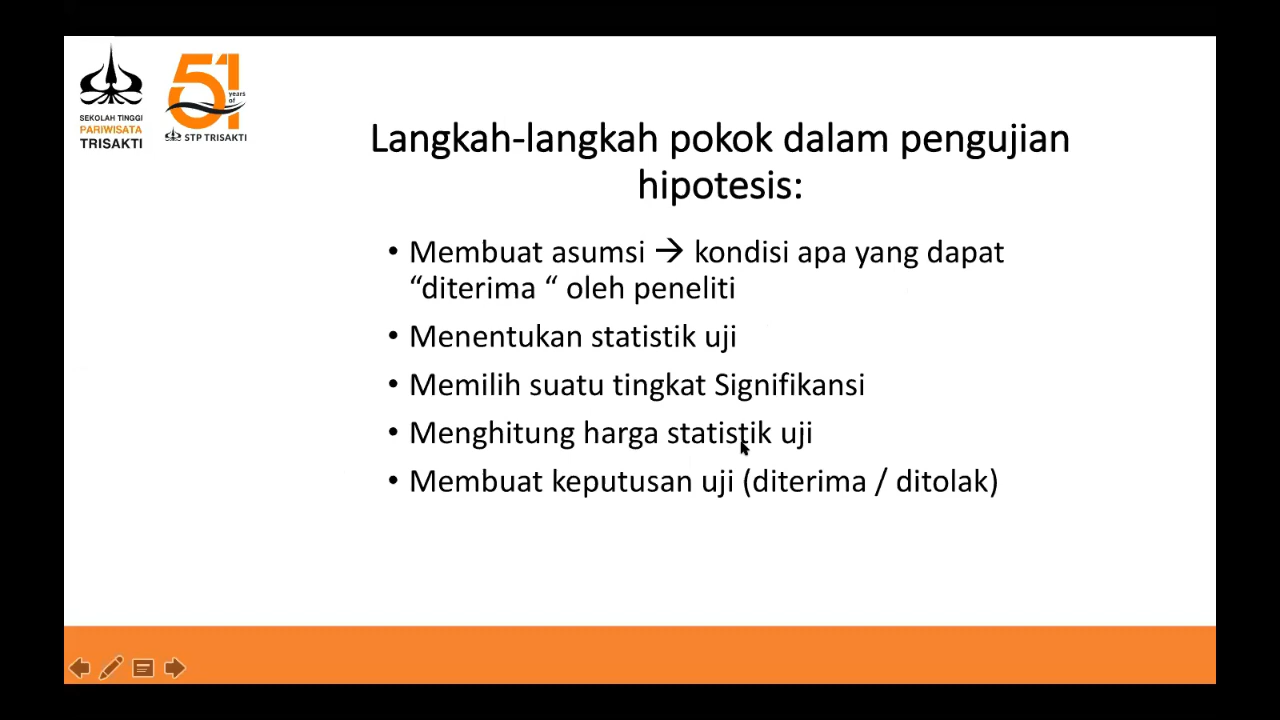 SEKOLAH TINGGI
PARIWISATA
TRISAKTI
51
years
of
STP TRISAKTI
Langkah-langkah pokok dalam pengujian
hipotesis:
• Membuat asumsi → kondisi apa yang dapat
“diterima “ oleh peneliti
• Menentukan statistik uji
• Memilih suatu tingkat Signifikansi
• Menghitung harga statistik uji
• Membuat keputusan uji (diterima / ditolak)